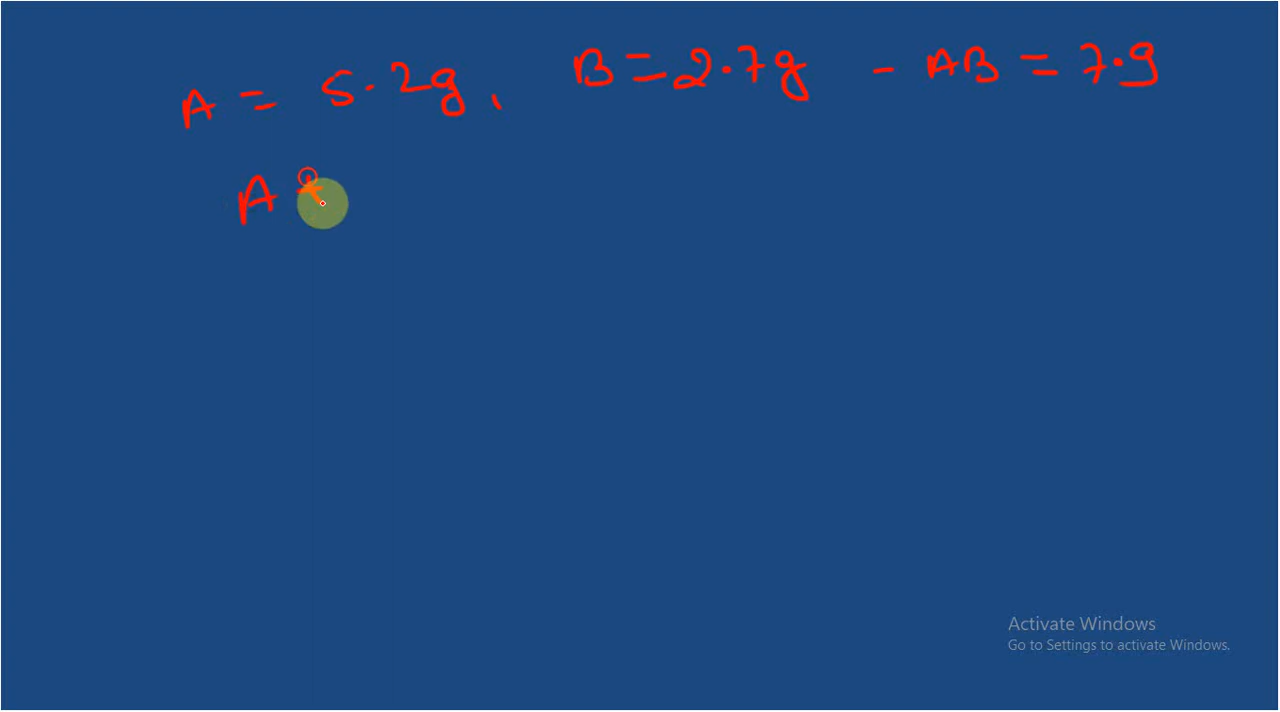 A = 5.2g, B = 2.7g - AB = 7.9
A
Activate Windows
Go to Settings to activate Windows.